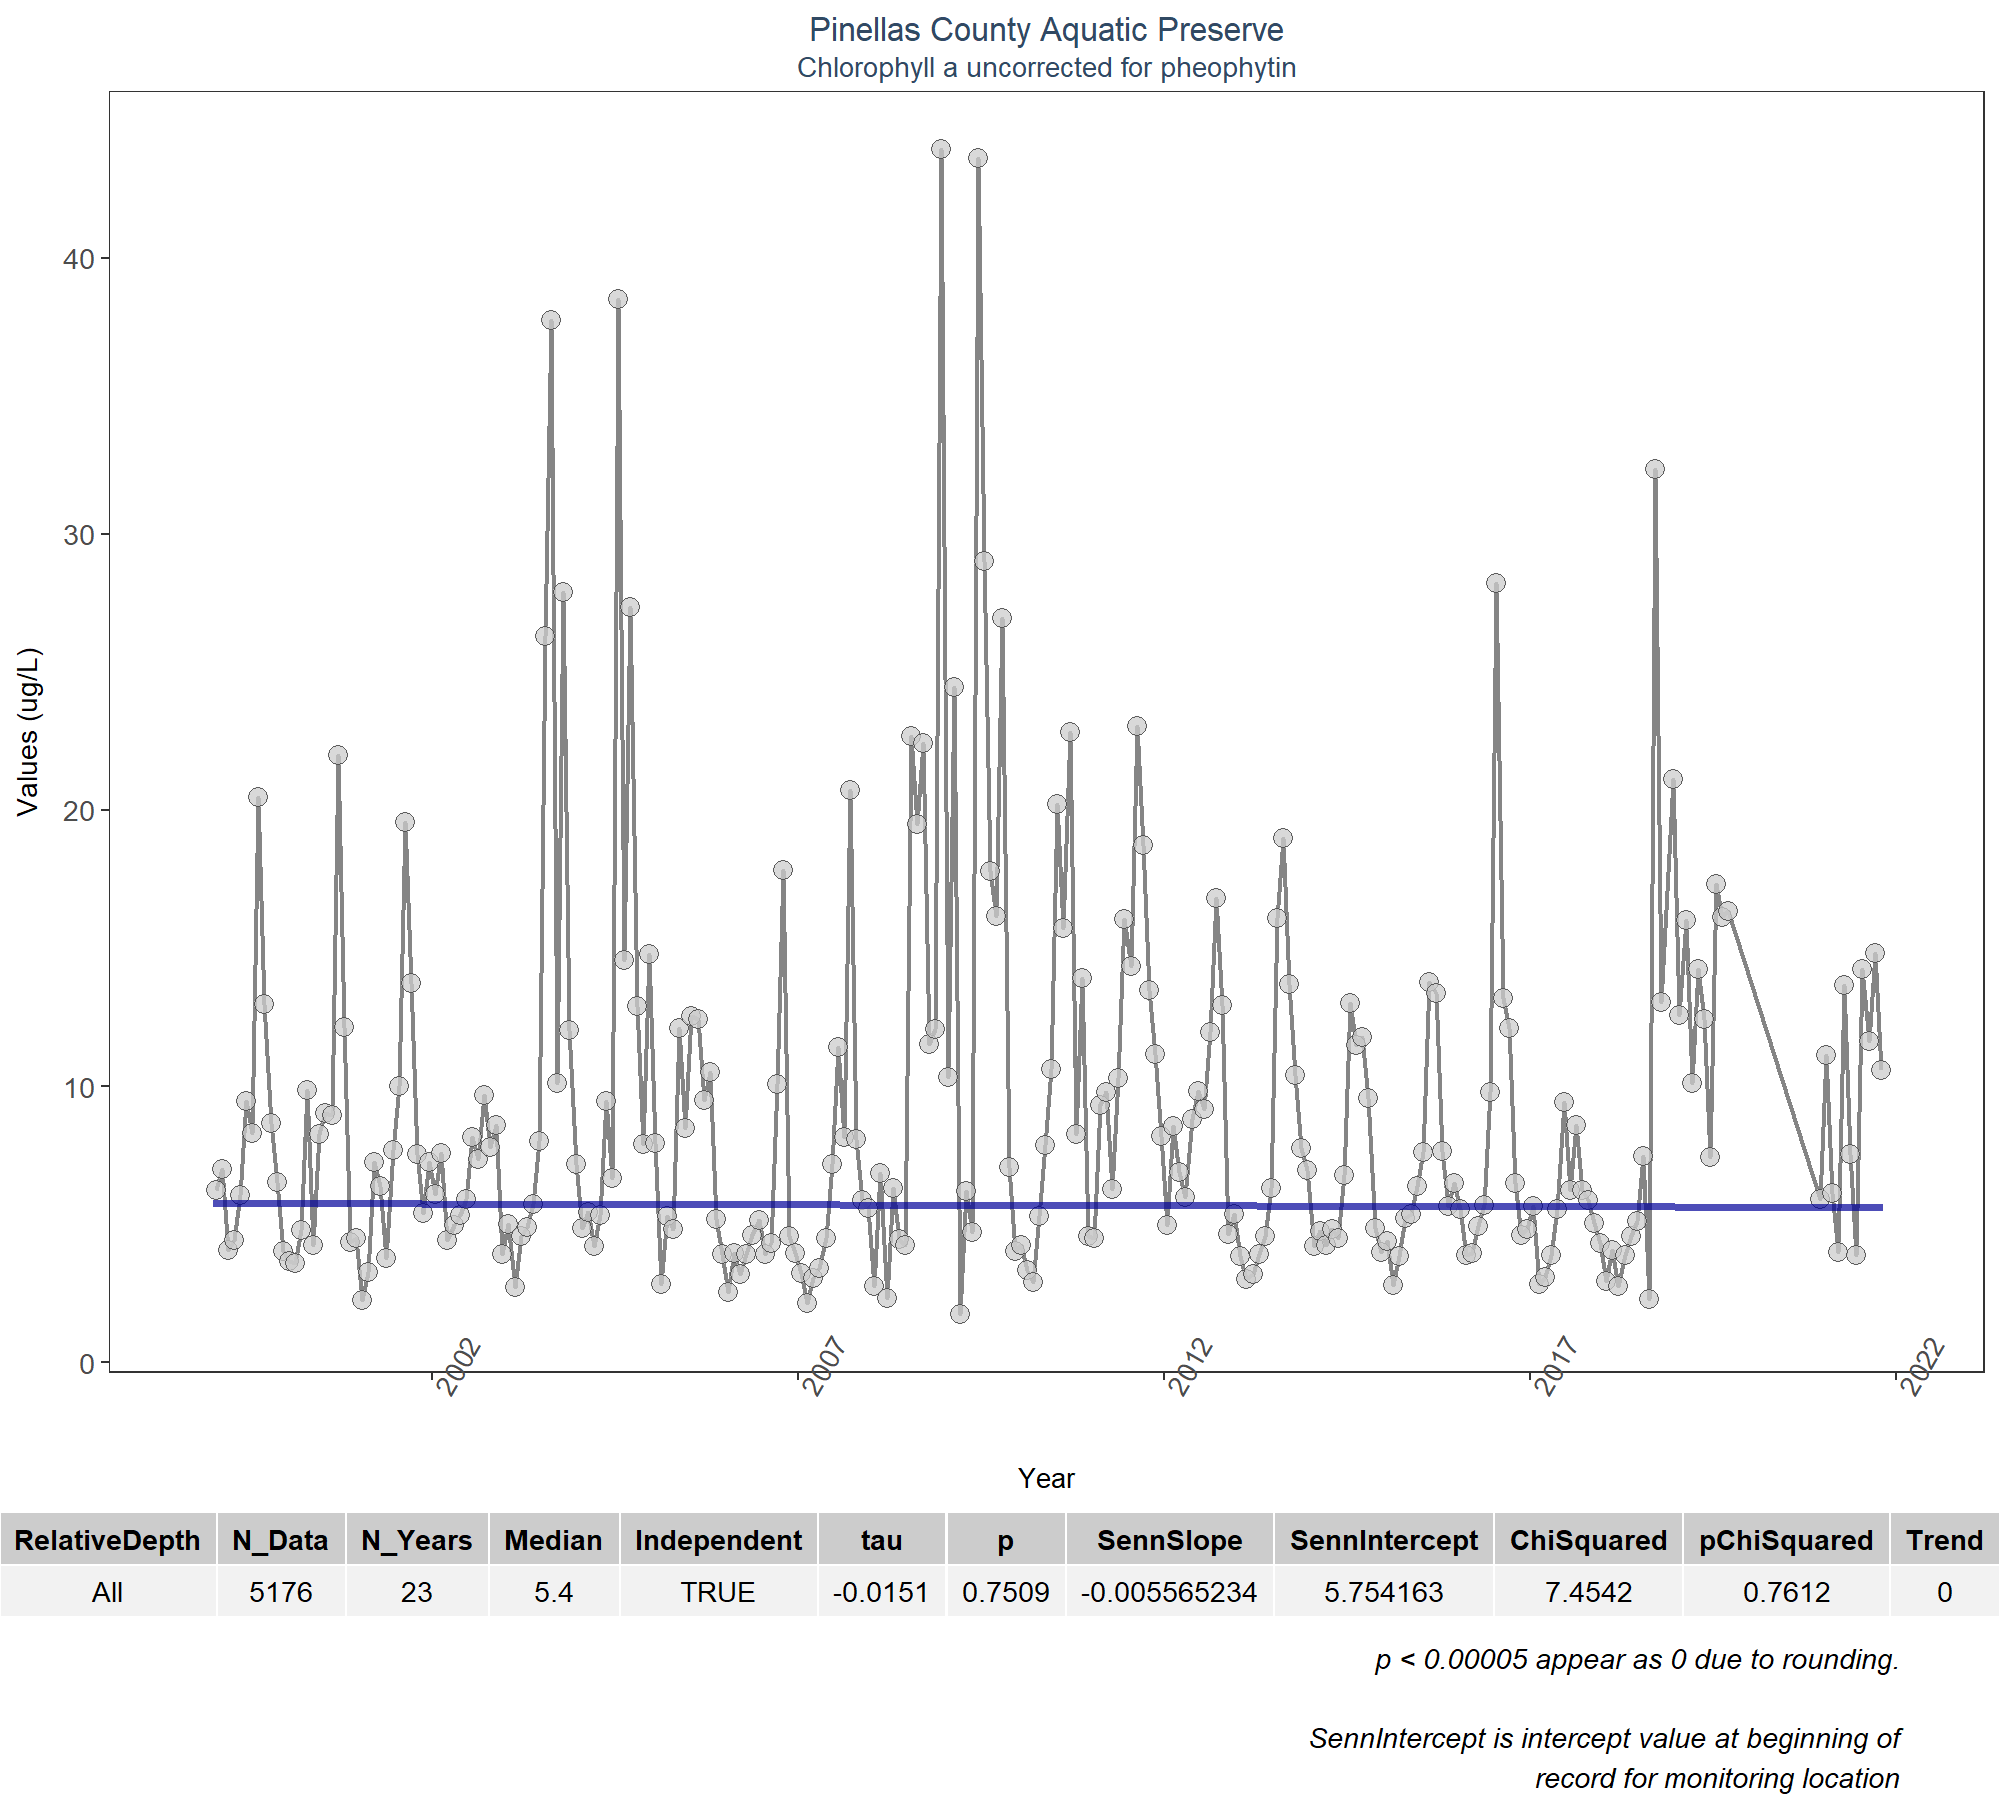 Pinellas County Aquatic Preserve
Chlorophyll a uncorrected for pheophytin
Values (ug/L)
40
30
20
10
0
2002
2007
2012
2017
2022
Year
RelativeDepth N_Data N_Years Median Independent tau p SennSlope SennIntercept ChiSquared pChiSquared Trend
All 5176 23 5.4 TRUE -0.0151 0.7509 -0.005565234 5.754163 7.4542 0.7612 0
p < 0.00005 appear as 0 due to rounding.
SennIntercept is intercept value at beginning of
record for monitoring location